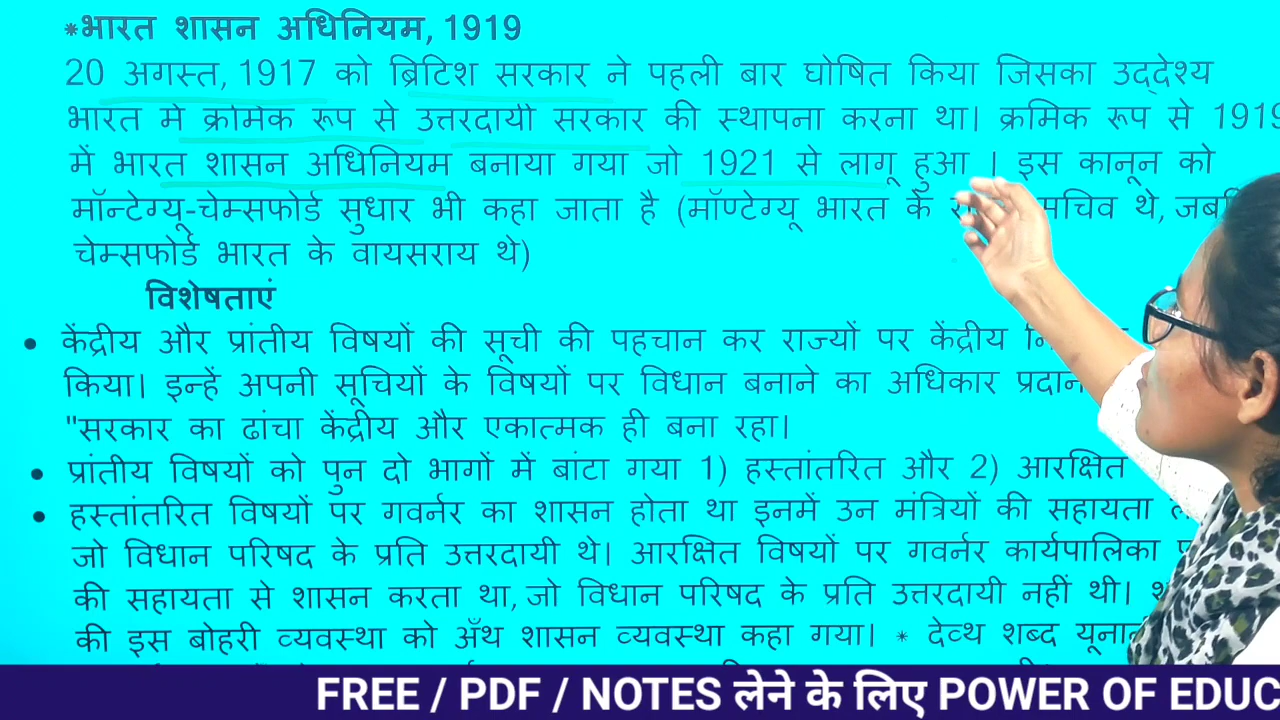 *भारत शासन अधिनियम, 1919
20 अगस्त, 1917 को ब्रिटिश सरकार ने पहली बार घोषित किया जिसका उद्देश्य
भारत में क्रमिक रूप से उत्तरदायी सरकार की स्थापना करना था। क्रमिक रूप से 1919
में भारत शासन अधिनियम बनाया गया जो 1921 से लागू हुआ । इस कानून को
मॉन्टेग्यू-चेम्सफोर्ड सुधार भी कहा जाता है (मॉण्टेग्यू भारत के थे,
चेम्सफोर्ड भारत के वायसराय थे)
विशेषताएं
• केंद्रीय और प्रांतीय विषयों की सूची की पहचान कर राज्यों पर केंद्रीय
किया। इन्हें अपनी सूचियों के विषयों पर विधान बनाने का अधिकार
"सरकार का ढांचा केंद्रीय और एकात्मक ही बना रहा।
• प्रांतीय विषयों को पुन दो भागों में बांटा गया 1) हस्तांतरित और 2) आरक्षित
• हस्तांतरित विषयों पर गवर्नर का शासन होता था इनमें उन मंत्रियों की सहायता
जो विधान परिषद के प्रति उत्तरदायी थे। आरक्षित विषयों पर गवर्नर कार्यपालिका
की सहायता से शासन करता था, जो विधान परिषद के प्रति उत्तरदायी नहीं थी।
की इस बोहरी व्यवस्था को अँथ शासन व्यवस्था कहा गया। * देव्थ शब्द
FREE / PDF / NOTES लेने के लिए POWER OF EDUC